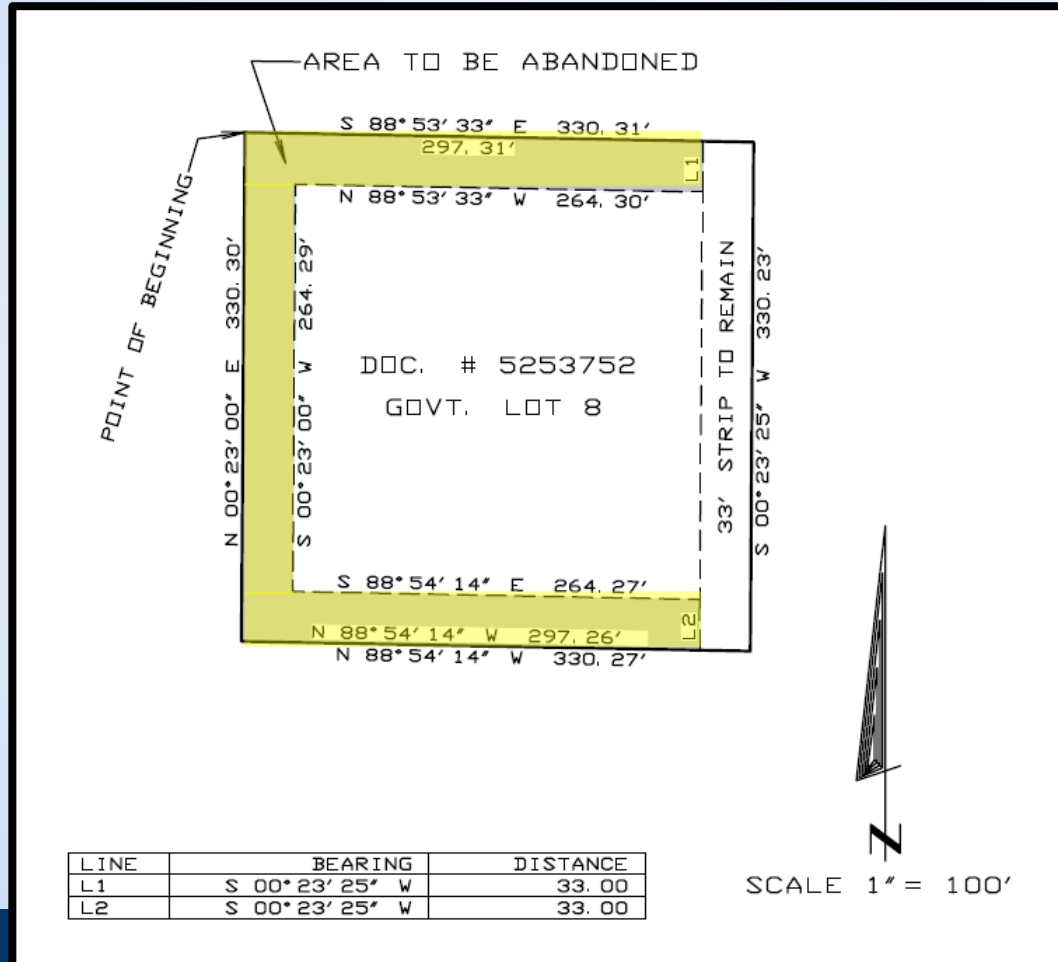 AREA TO BE ABANDONED
S 88°53'33" E 330.31'
297.31'
L1
N 88°53'33" W 264.30'
POINT OF BEGINNING
N 00°23'00" E 330.30'
S 00°23'00" W 264.29'
DOC. # 5253752
GOVT. LOT 8
33' STRIP TO REMAIN
S 00°23'25" W 330.23'
S 88°54'14" E 264.27'
L2
N 88°54'14" W 297.26'
N 88°54'14" W 330.27'
N
SCALE 1"= 100'
LINE BEARING DISTANCE
L1 S 00°23'25" W 33.00
L2 S 00°23'25" W 33.00